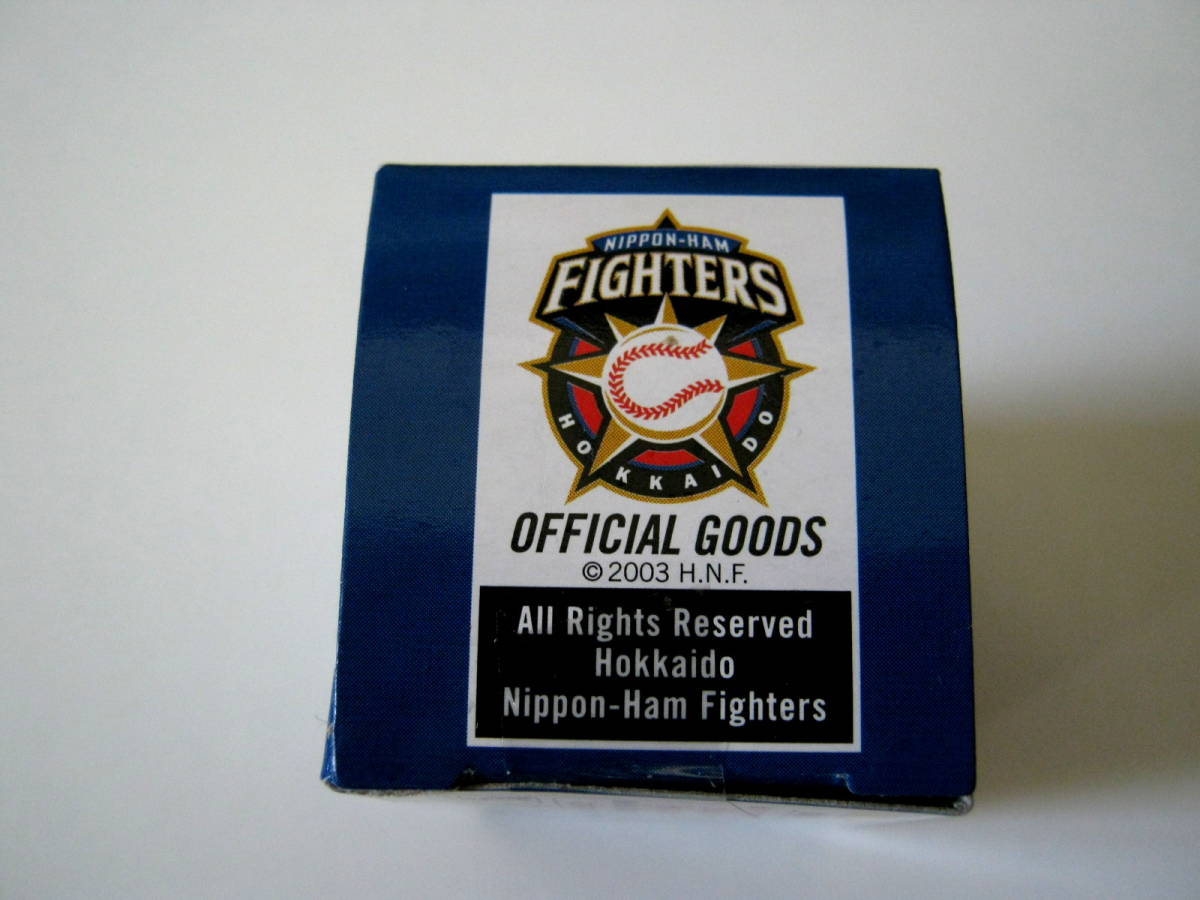 NIPPON-HAM
FIGHTERS
HOKKAIDO
OFFICIAL GOODS
© 2003 H.N.F.
All Rights Reserved
Hokkaido
Nippon-Ham Fighters